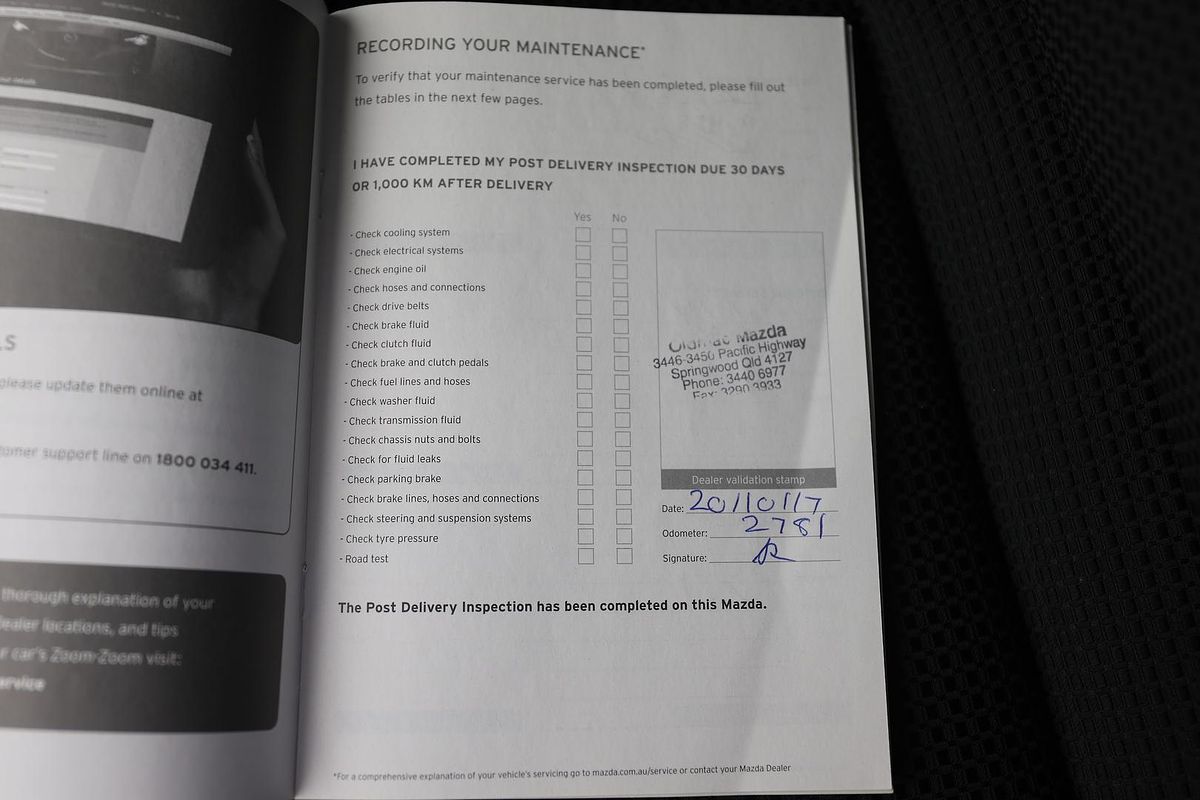 LS
please update them online at
tomer support line on 1800 034 411.
thorough explanation of your
dealer locations, and tips
r car's Zoom-Zoom visit:
ervice
RECORDING YOUR MAINTENANCE*
To verify that your maintenance service has been completed, please fill out
the tables in the next few pages.
I HAVE COMPLETED MY POST DELIVERY INSPECTION DUE 30 DAYS
OR 1,000 KM AFTER DELIVERY
Yes No
- Check cooling system
- Check electrical systems
- Check engine oil
- Check hoses and connections
- Check drive belts
- Check brake fluid
- Check clutch fluid
- Check brake and clutch pedals
- Check fuel lines and hoses
- Check washer fluid
- Check transmission fluid
- Check chassis nuts and bolts
- Check for fluid leaks
- Check parking brake
- Check brake lines, hoses and connections
- Check steering and suspension systems
- Check tyre pressure
- Road test
Mazda
3446-3450 Pacific Highway
Springwood Qld 4127
Phone: 3440 6977
Fax: 3290 3933
Dealer validation stamp
Date: 20/10/17
Odometer: 2781
Signature:
The Post Delivery Inspection has been completed on this Mazda.
*For a comprehensive explanation of your vehicle's servicing go to mazda.com.au/service or contact your Mazda Dealer